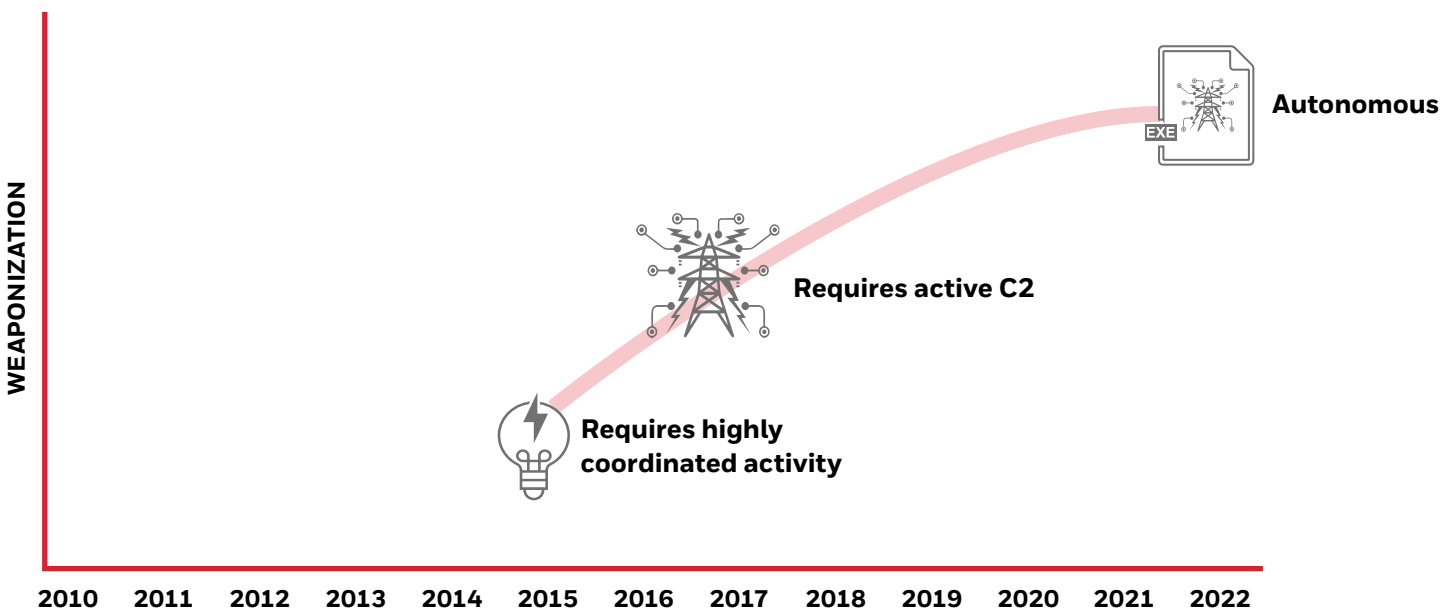 WEAPONIZATION
Autonomous
EXE
Requires active C2
Requires highly
coordinated activity
2010 2011 2012 2013 2014 2015 2016 2017 2018 2019 2020 2021 2022